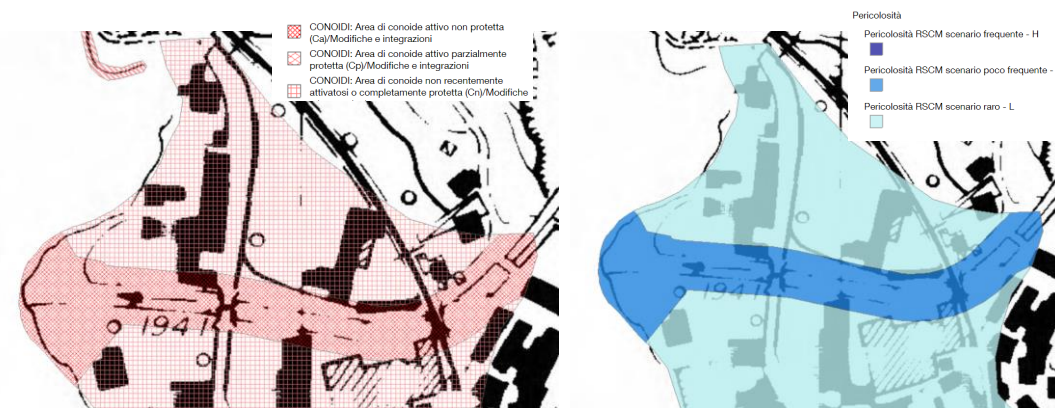 CONOIDI: Area di conoide attivo non protetta
(Ca)/Modifiche e integrazioni
CONOIDI: Area di conoide attivo parzialmente
protetta (Cp)/Modifiche e integrazioni
CONOIDI: Area di conoide non recentemente
attivatosi o completamente protetta (Cn)/Modifiche
1941
Pericolosità
Pericolosità RSCM scenario frequente - H
Pericolosità RSCM scenario poco frequente -
Pericolosità RSCM scenario raro - L
1941